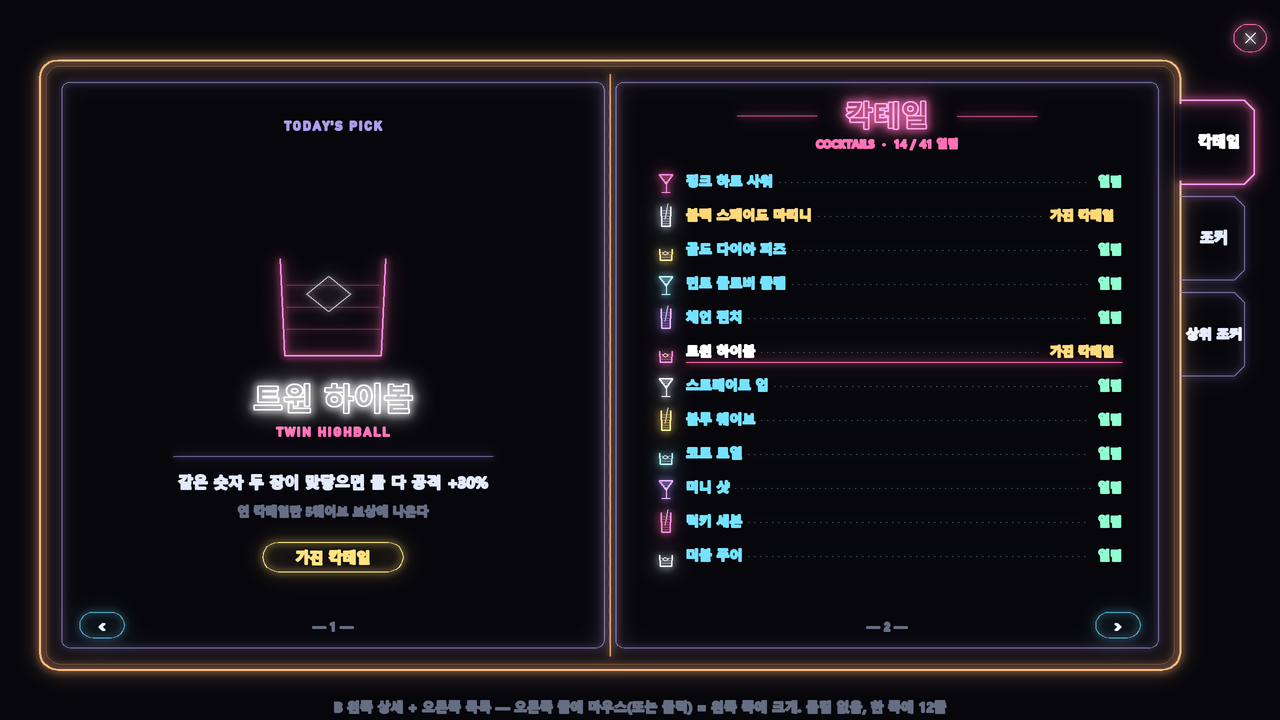 TODAY'S PICK
트윈 하이볼
TWIN HIGHBALL
같은 숫자 두 장이 맞닿으면 둘 다 공격 +30%
연 칵테일만 5웨이브 보상에 나온다
가진 칵테일
‹
— 1 —
칵테일
COCKTAILS · 14 / 41 열림
핑크 하트 사워 열림
블랙 스페이드 마티니 가진 칵테일
골드 다이아 피즈 열림
민트 클로버 쿨러 열림
체인 펀치 열림
트윈 하이볼 가진 칵테일
스트레이트 업 열림
블루 웨이브 열림
코트 로열 열림
미니 샷 열림
럭키 세븐 열림
더블 푸어 열림
— 2 —
›
×
칵테일
조커
상위 조커
B 왼쪽 상세 + 오른쪽 목록 — 오른쪽 줄에 마우스(또는 클릭) = 왼쪽 쪽에 크게. 흘림 없음, 한 쪽에 12줄